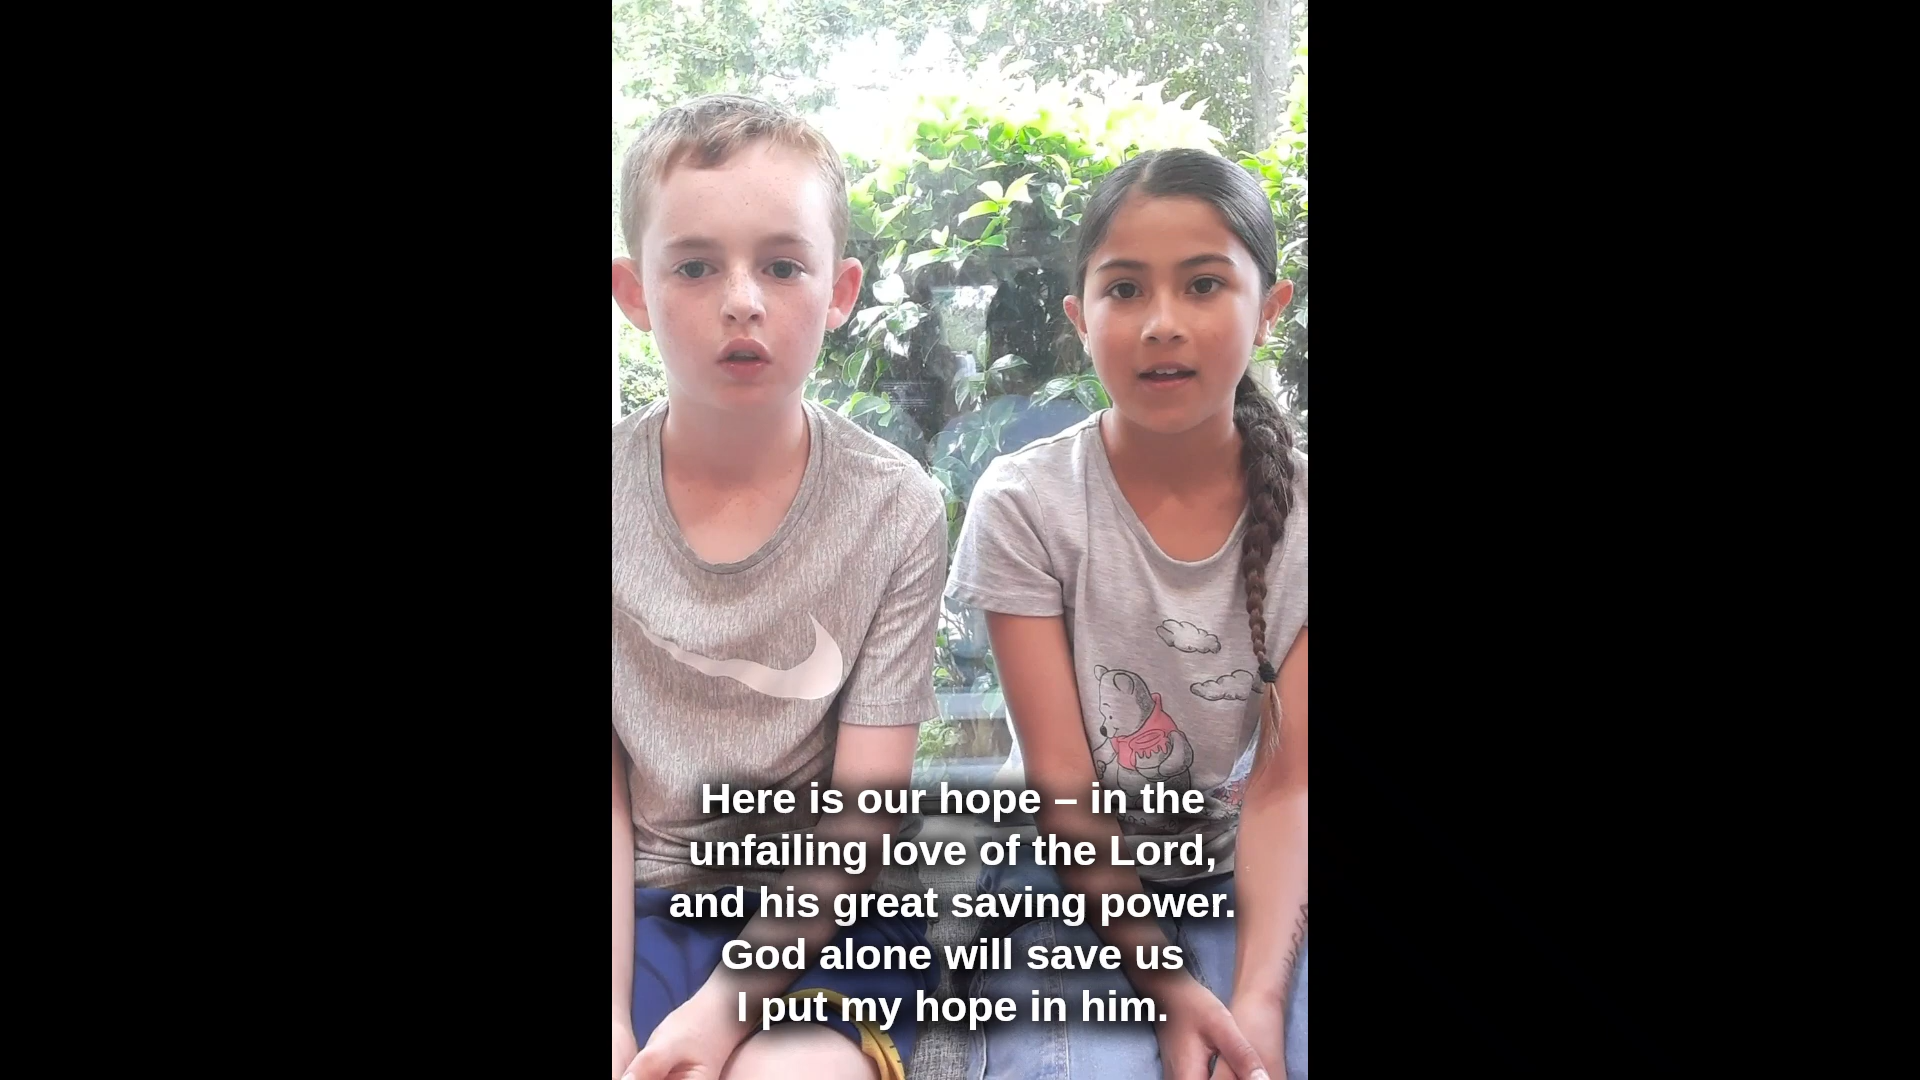 Here is our hope – in the
unfailing love of the Lord,
and his great saving power.
God alone will save us
I put my hope in him.